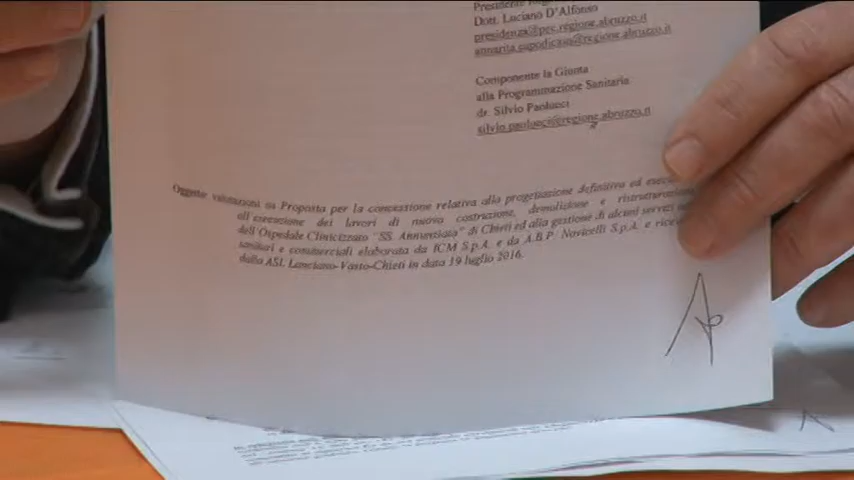 Presidente
Dott. Luciano D'Alfonso
presidenza@pec.regione.abruzzo.it
annarita.capodicasa@regione.abruzzo.it
Componente la Giunta
alla Programmazione Sanitaria
dr. Silvio Paolucci
silvio.paolucci@regione.abruzzo.it
Oggetto: valutazioni su Proposta per la concessione relativa alla progettazione definitiva ed
all'esecuzione dei lavori di nuova costruzione, demolizione e
dell'Ospedale Clinicizzato "SS. Annunziata" di Chieti ed alla gestione di alcuni servizi
sanitari e commerciali elaborata da ICM S.p.A. e da A.B.P. Nocivelli S.p.A. e
dalla ASL Lanciano-Vasto-Chieti in data 19 luglio 2016.